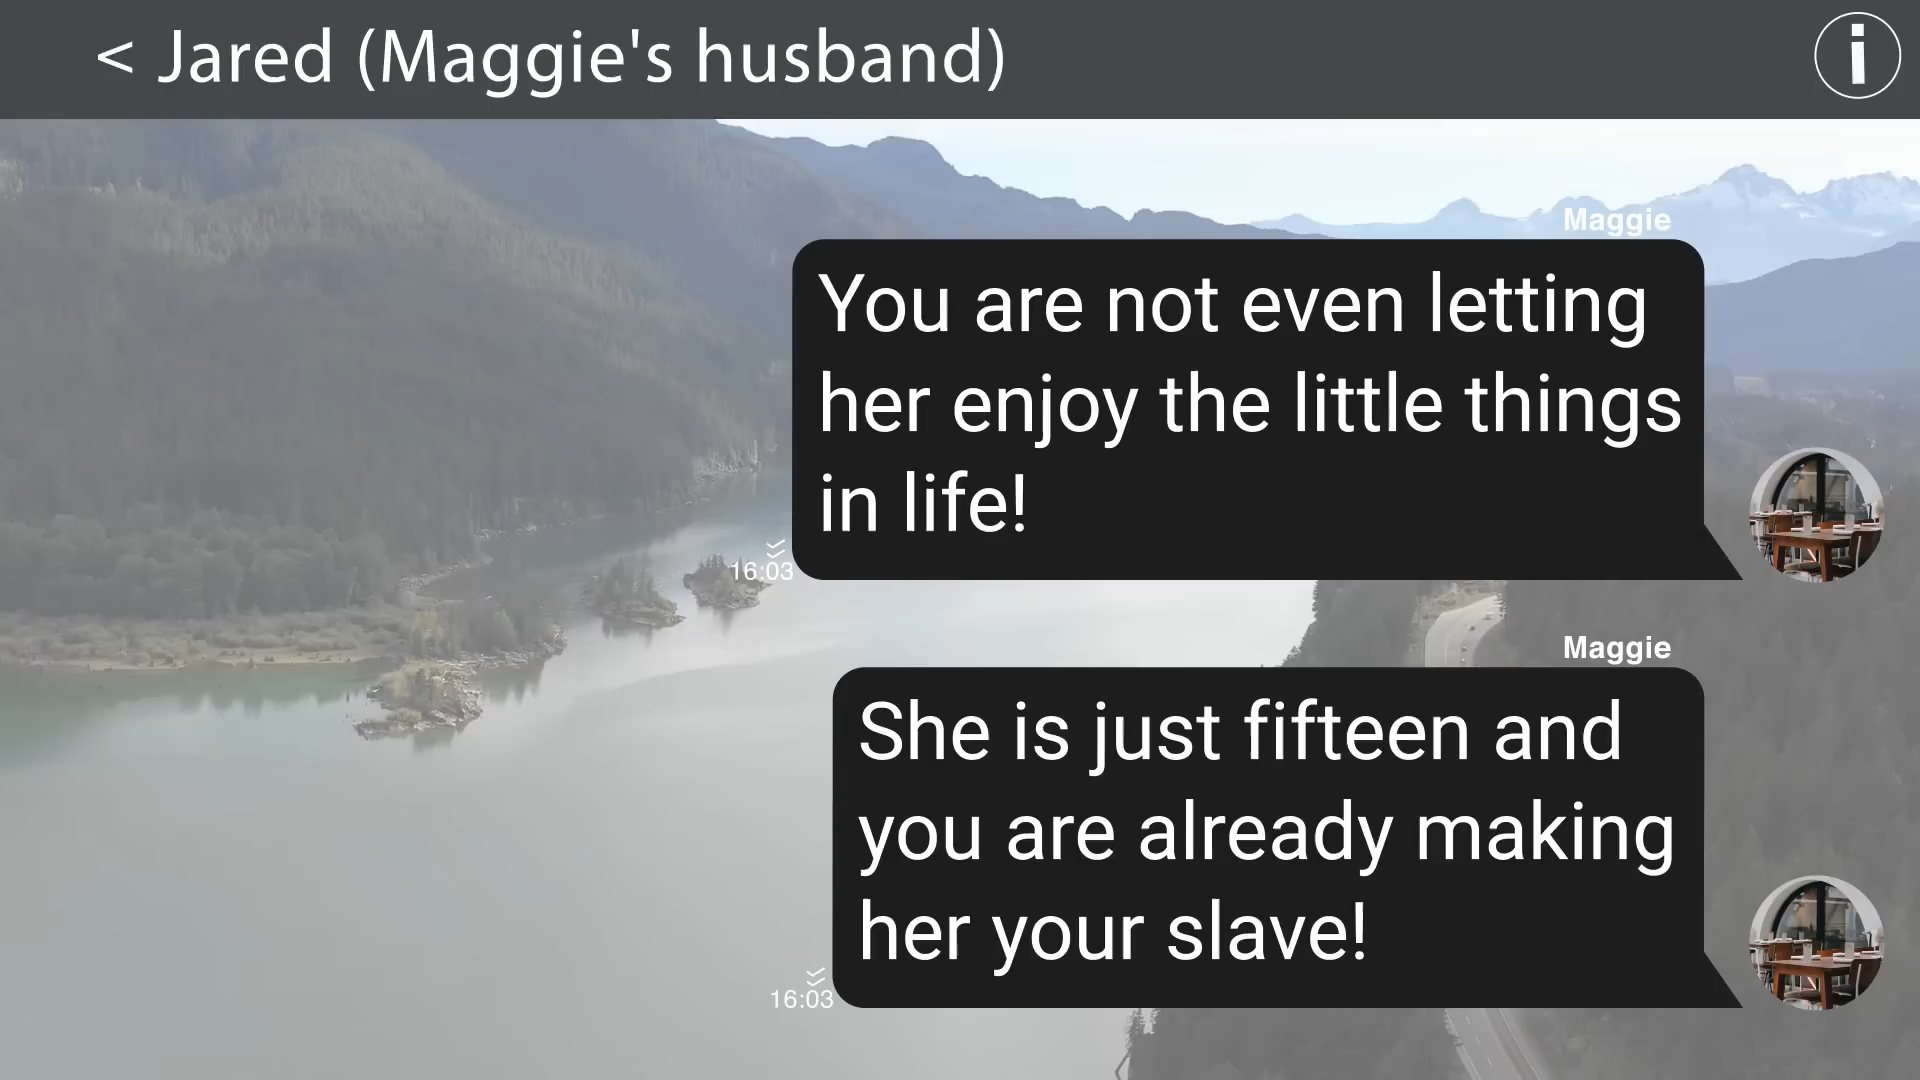 < Jared (Maggie's husband)
i
Maggie
You are not even letting
her enjoy the little things
in life!
16:03
Maggie
She is just fifteen and
you are already making
her your slave!
16:03